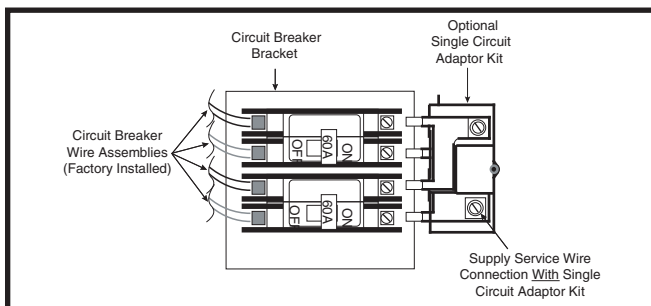 Circuit Breaker
Bracket
Optional
Single Circuit
Adaptor Kit
Circuit Breaker
Wire Assemblies
(Factory Installed)
OFF
60A
ON
OFF
60A
ON
Supply Service Wire
Connection With Single
Circuit Adaptor Kit